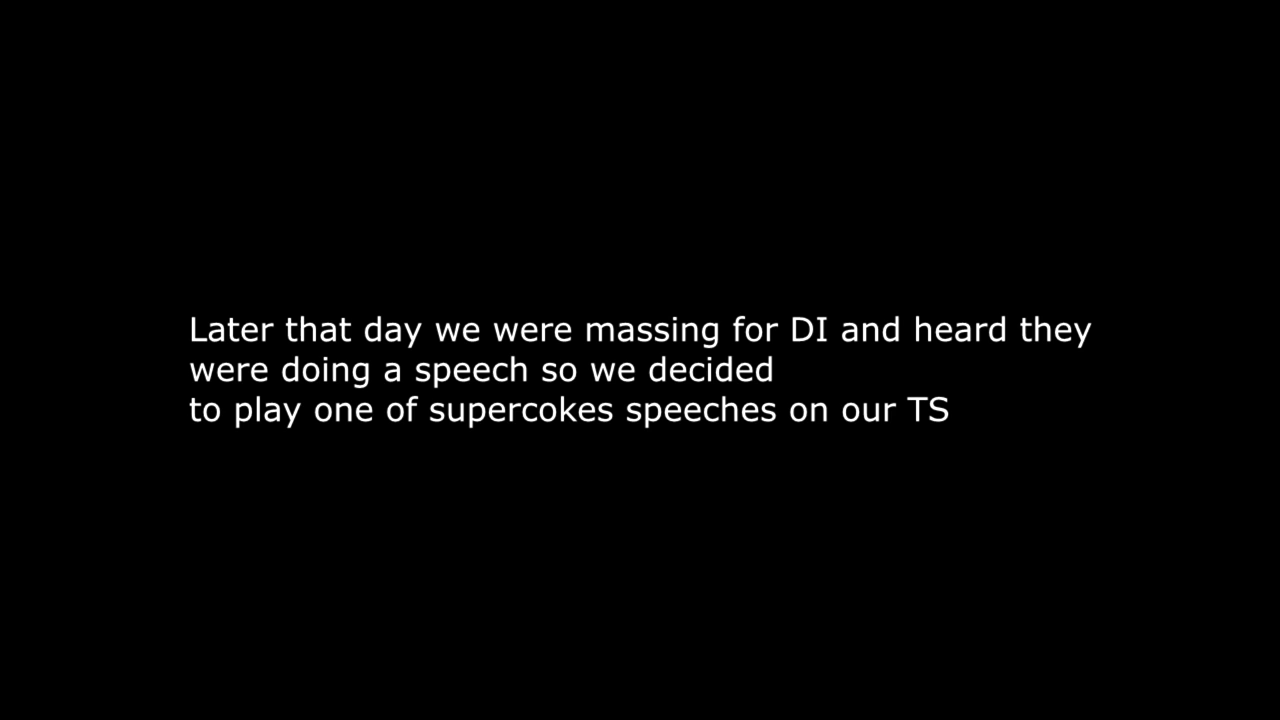 Later that day we were massing for DI and heard they
were doing a speech so we decided
to play one of supercokes speeches on our TS